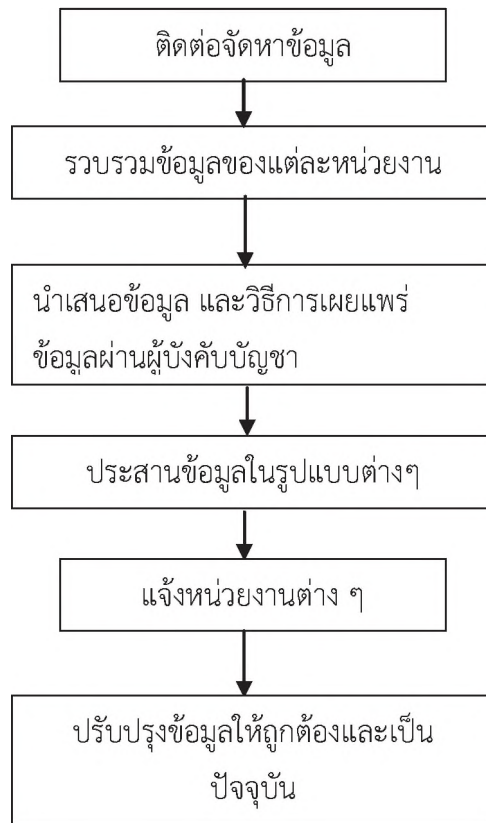 ติดต่อจัดหาข้อมูล
รวบรวมข้อมูลของแต่ละหน่วยงาน
นำเสนอข้อมูล และวิธีการเผยแพร่
ข้อมูลผ่านผู้บังคับบัญชา
ประสานข้อมูลในรูปแบบต่างๆ
แจ้งหน่วยงานต่าง ๆ
ปรับปรุงข้อมูลให้ถูกต้องและเป็น
ปัจจุบัน